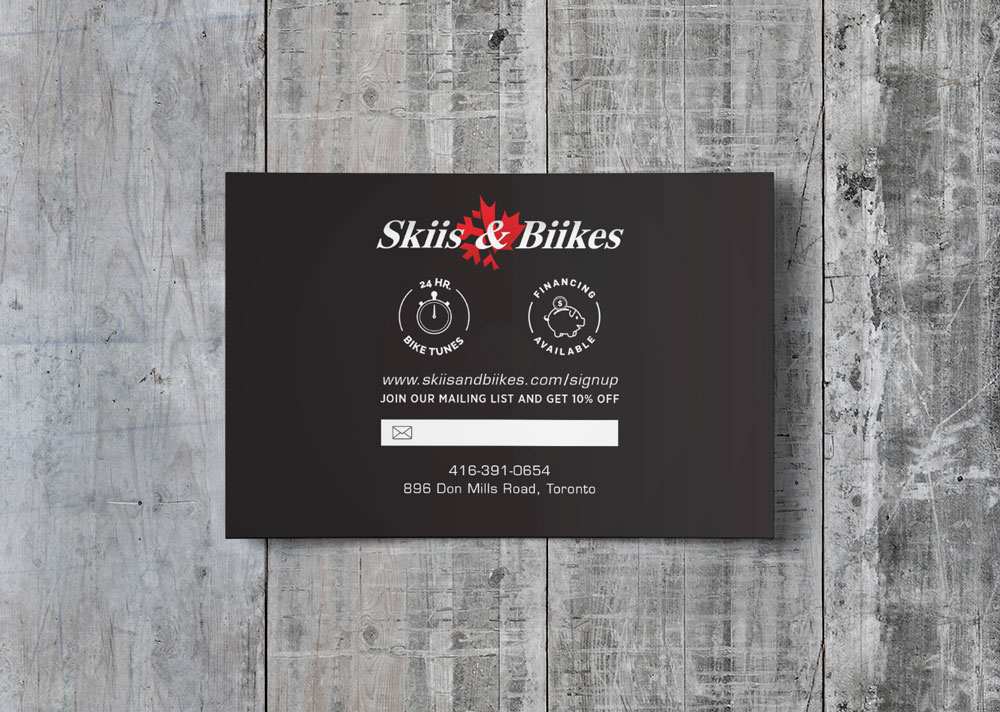 Skiis & Biikes
24 HR.
BIKE TUNES
FINANCING
$
AVAILABLE
www.skiisandbiikes.com/signup
JOIN OUR MAILING LIST AND GET 10% OFF
416-391-0654
896 Don Mills Road, Toronto